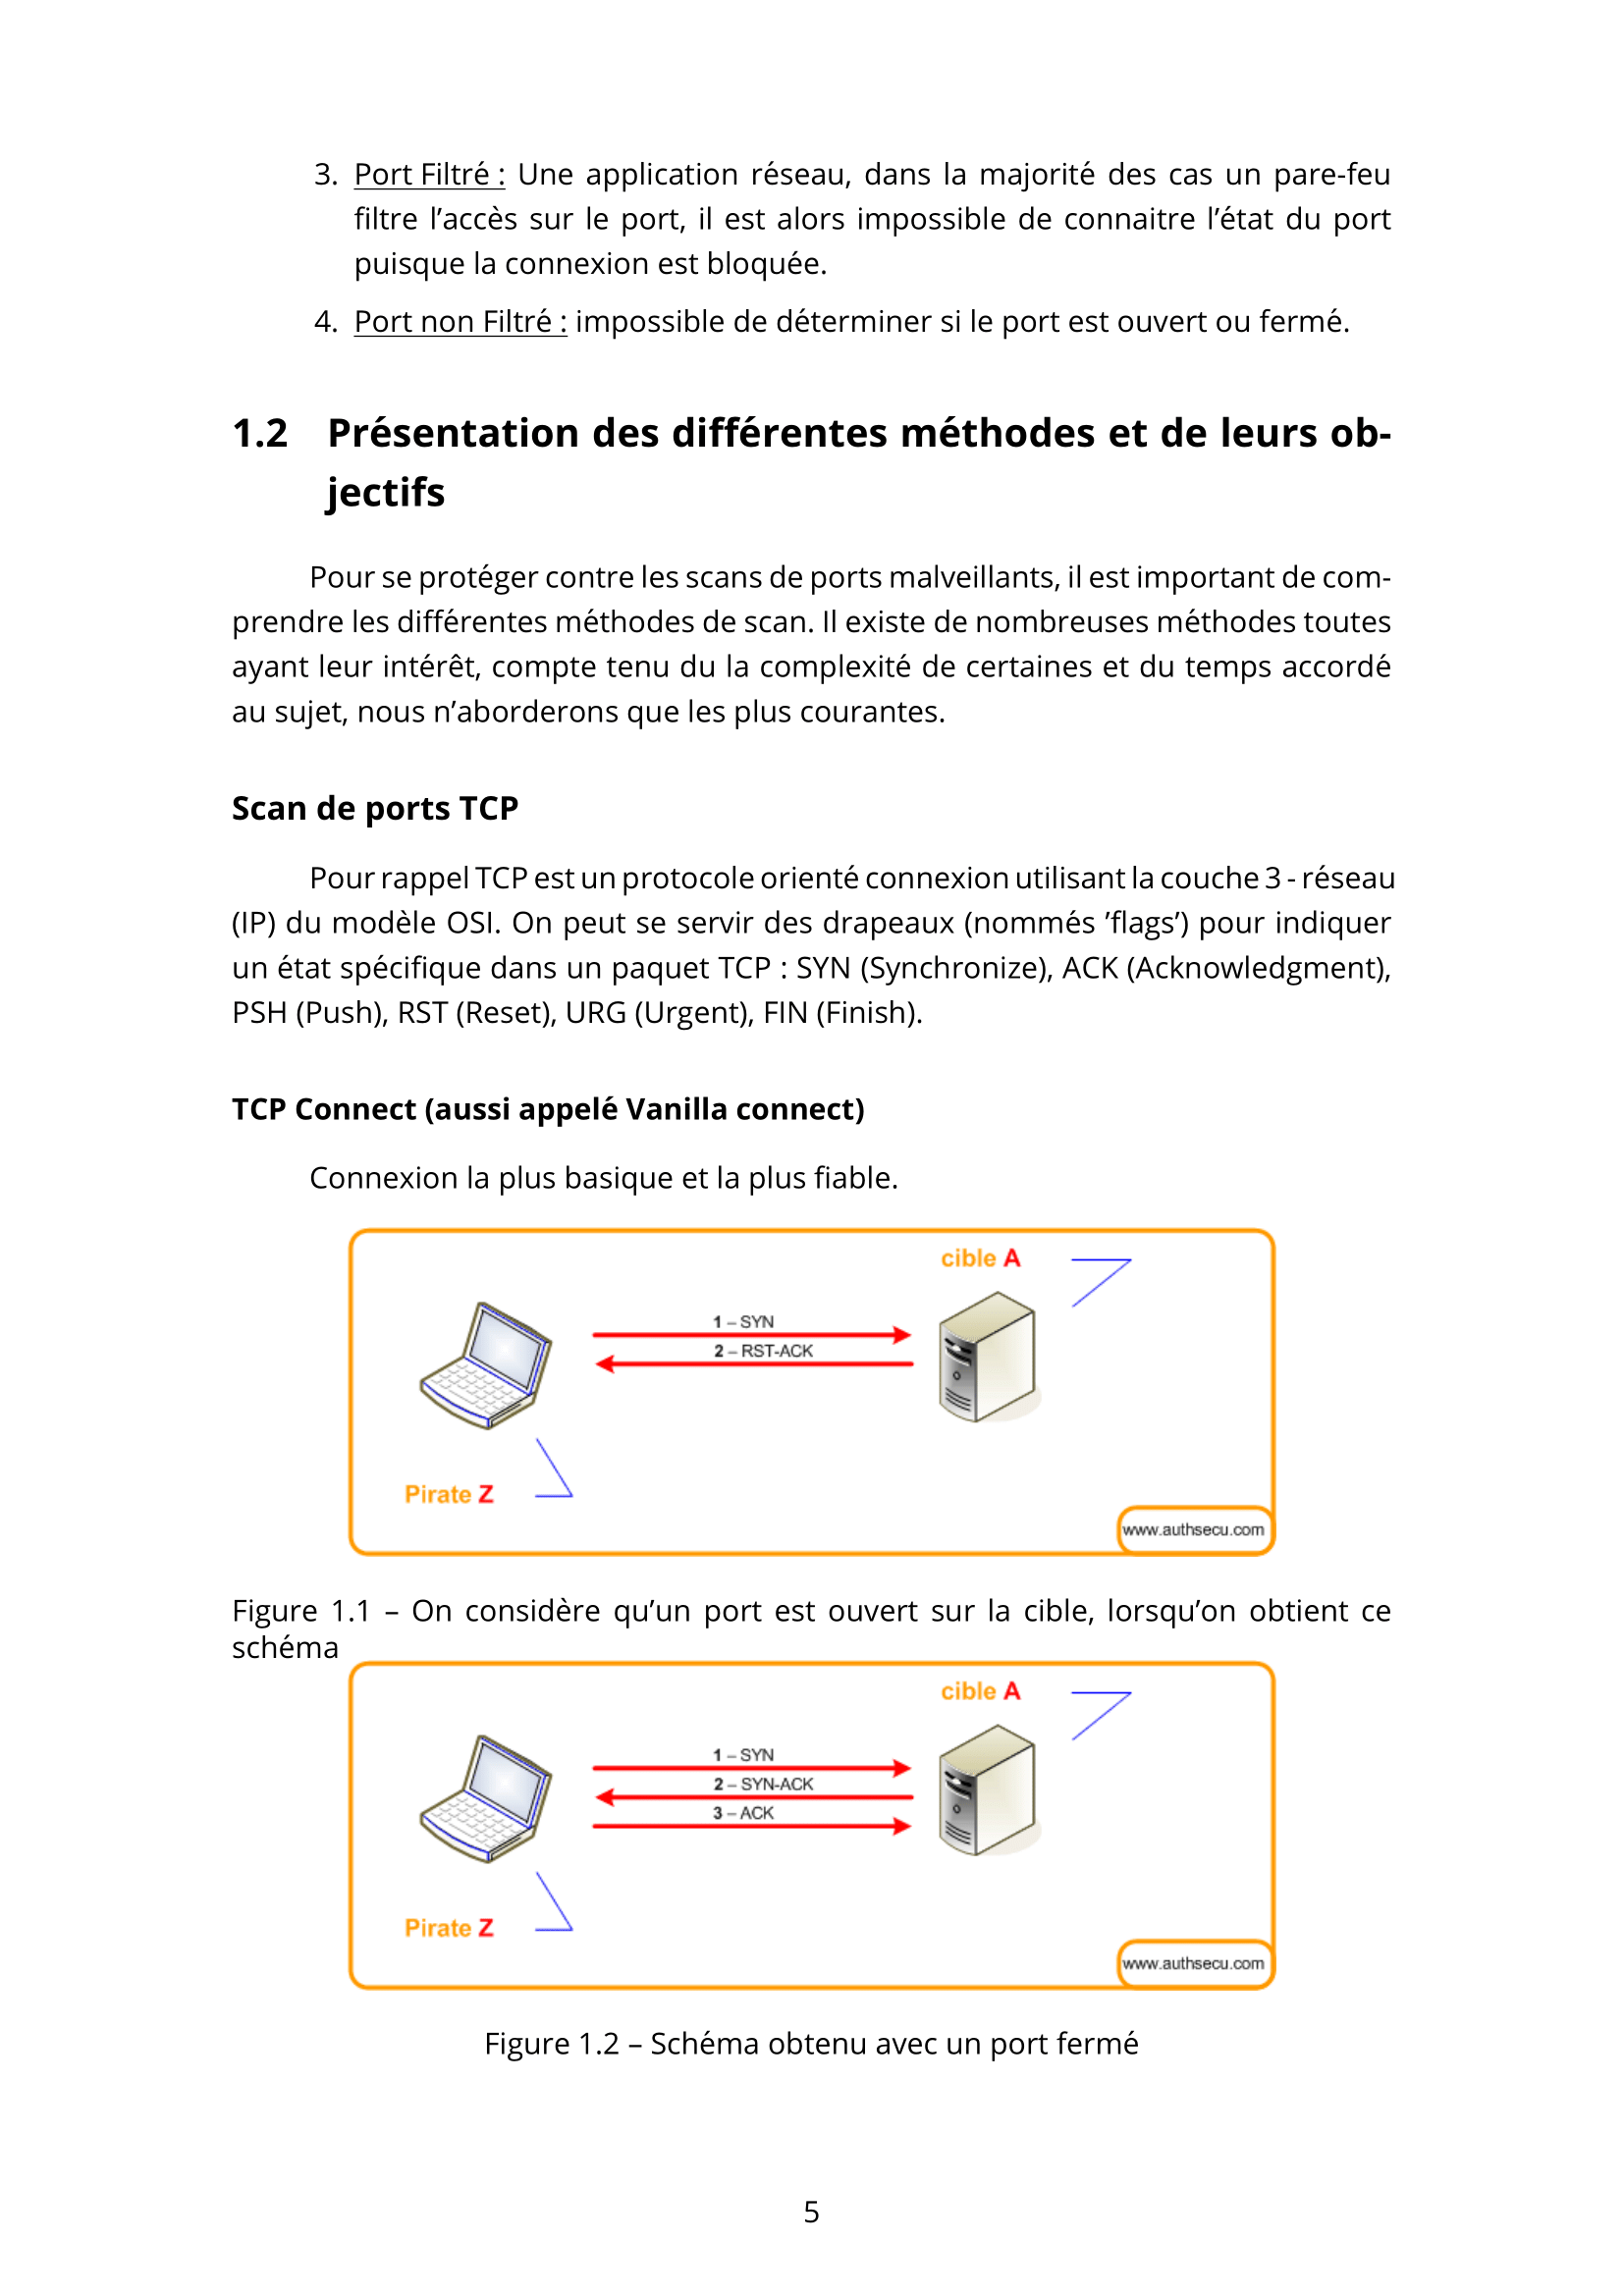 3. Port Filtré : Une application réseau, dans la majorité des cas un pare-feu
filtre l’accès sur le port, il est alors impossible de connaitre l’état du port
puisque la connexion est bloquée.
4. Port non Filtré : impossible de déterminer si le port est ouvert ou fermé.
1.2 Présentation des différentes méthodes et de leurs ob-
jectifs
Pour se protéger contre les scans de ports malveillants, il est important de com-
prendre les différentes méthodes de scan. Il existe de nombreuses méthodes toutes
ayant leur intérêt, compte tenu du la complexité de certaines et du temps accordé
au sujet, nous n’aborderons que les plus courantes.
Scan de ports TCP
Pour rappel TCP est un protocole orienté connexion utilisant la couche 3 - réseau
(IP) du modèle OSI. On peut se servir des drapeaux (nommés ’flags’) pour indiquer
un état spécifique dans un paquet TCP : SYN (Synchronize), ACK (Acknowledgment),
PSH (Push), RST (Reset), URG (Urgent), FIN (Finish).
TCP Connect (aussi appelé Vanilla connect)
Connexion la plus basique et la plus fiable.
cible A
1 – SYN
2 – RST-ACK
Pirate Z
www.authsecu.com
Figure 1.1 – On considère qu’un port est ouvert sur la cible, lorsqu’on obtient ce
schéma
cible A
1 – SYN
2 – SYN-ACK
3 – ACK
Pirate Z
www.authsecu.com
Figure 1.2 – Schéma obtenu avec un port fermé
5